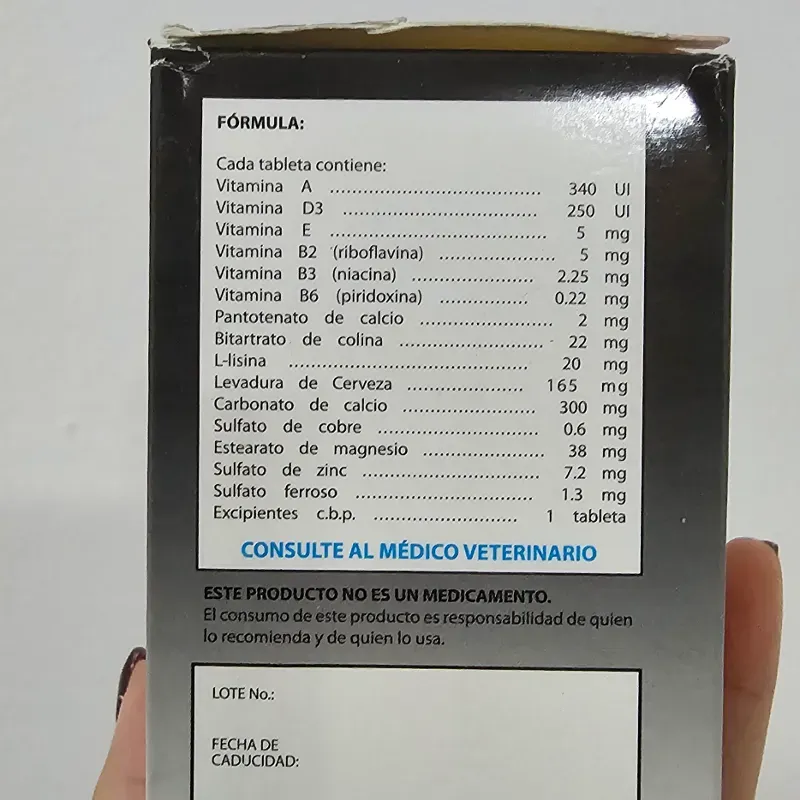 FÓRMULA:
Cada tableta contiene:
Vitamina A ........................................ 340 UI
Vitamina D3 ..................................... 250 UI
Vitamina E ......................................... 5 mg
Vitamina B2 (riboflavina) ...................... 5 mg
Vitamina B3 (niacina) ....................... 2.25 mg
Vitamina B6 (piridoxina) ................. 0.22 mg
Pantotenato de calcio ......................... 2 mg
Bitartrato de colina ........................... 22 mg
L-lisina ............................................. 20 mg
Levadura de Cerveza ..................... 165 mg
Carbonato de calcio ......................... 300 mg
Sulfato de cobre .............................. 0.6 mg
Estearato de magnesio ....................... 38 mg
Sulfato de zinc ................................ 7.2 mg
Sulfato ferroso ................................. 1.3 mg
Excipientes c.b.p. ........................... 1 tableta
CONSULTE AL MÉDICO VETERINARIO
ESTE PRODUCTO NO ES UN MEDICAMENTO.
El consumo de este producto es responsabilidad de quien
lo recomienda y de quien lo usa.
LOTE No.:
FECHA DE
CADUCIDAD: